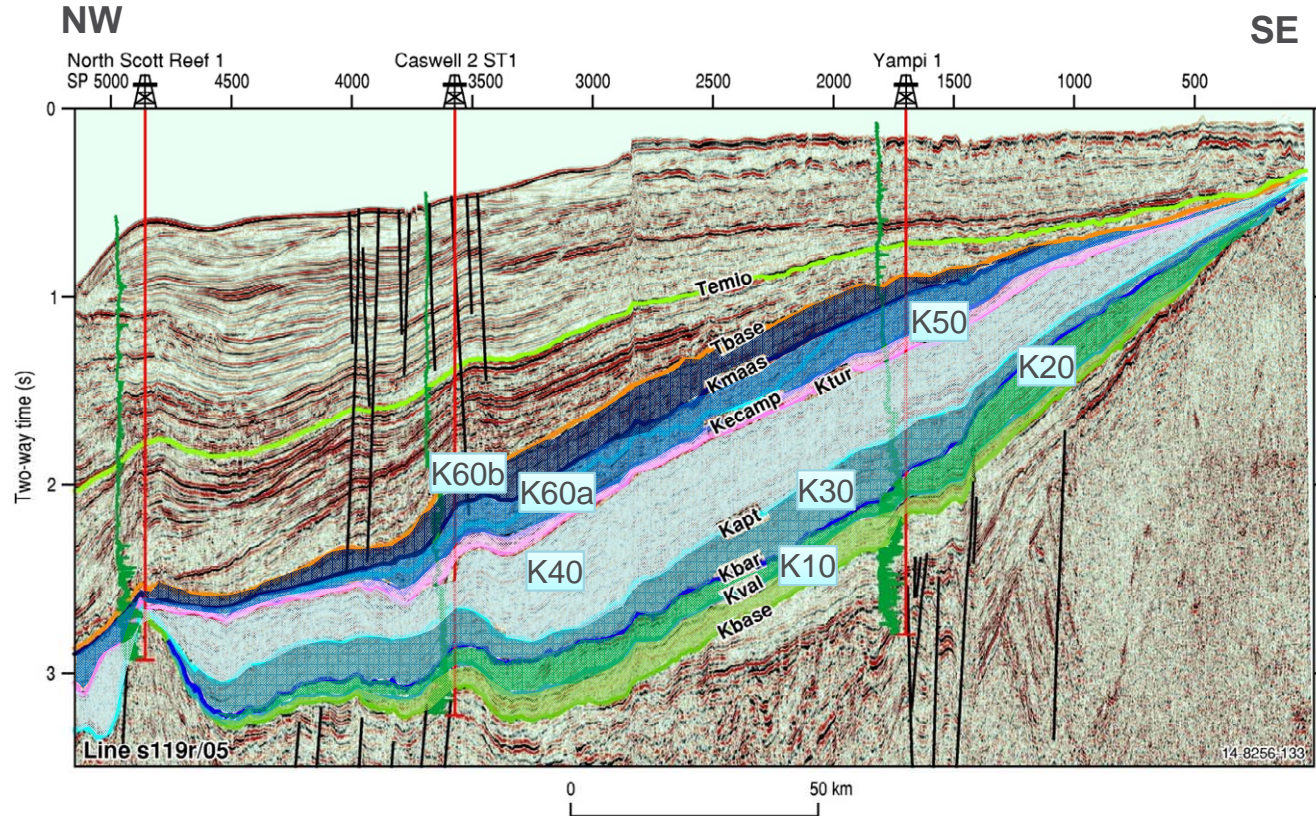 NW
SE
North Scott Reef 1
Caswell 2 ST1
Yampi 1
SP 5000 4500 4000 3500 3000 2500 2000 1500 1000 500
0
1
2
3
Two-way time (s)
Temio
Tbase
Kmaas
Kecamp
Ktur
Kapt
Kbar
Kval
Kbase
K50
K20
K60b
K60a
K30
K40
K10
Line s119r/05
14-8256-133
0 50 km